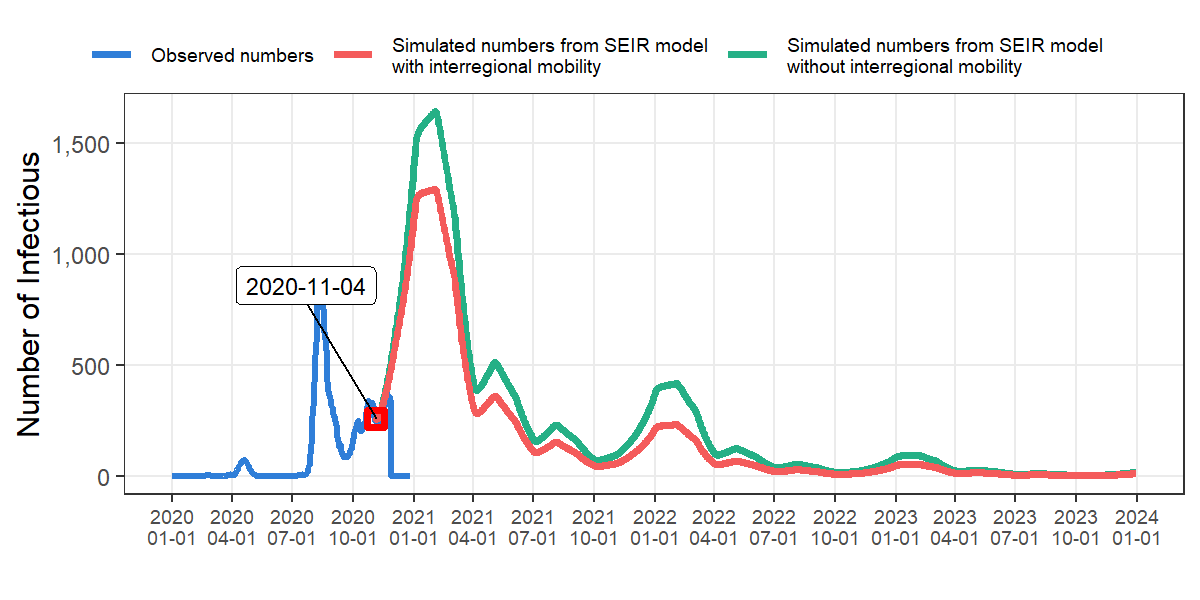 Observed numbers
Simulated numbers from SEIR model
with interregional mobility
Simulated numbers from SEIR model
without interregional mobility
Number of Infectious
1,500
1,000
500
0
2020-11-04
2020 2020 2020 2020 2021 2021 2021 2021 2022 2022 2022 2022 2023 2023 2023 2023 2024
01-01 04-01 07-01 10-01 01-01 04-01 07-01 10-01 01-01 04-01 07-01 10-01 01-01 04-01 07-01 10-01 01-01